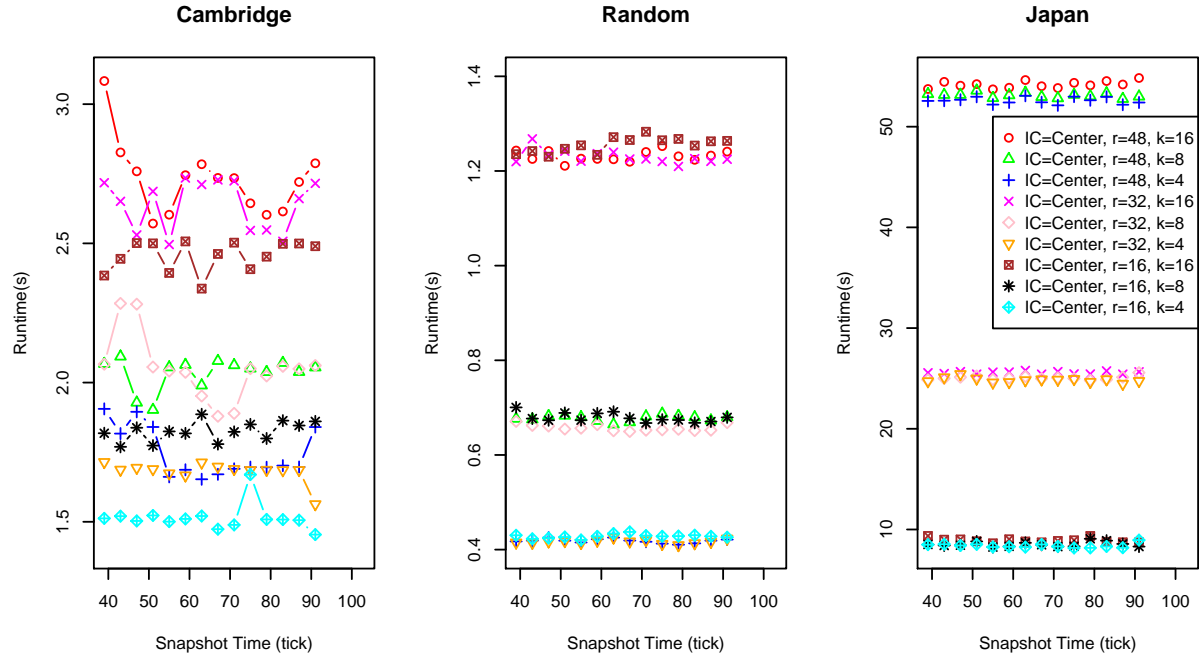 Cambridge
Runtime(s)
3.0
2.5
2.0
1.5
40 50 60 70 80 90 100
Snapshot Time (tick)
Random
Runtime(s)
1.4
1.2
1.0
0.8
0.6
0.4
40 50 60 70 80 90 100
Snapshot Time (tick)
Japan
Runtime(s)
50
40
30
20
10
IC=Center, r=48, k=16
IC=Center, r=48, k=8
IC=Center, r=48, k=4
IC=Center, r=32, k=16
IC=Center, r=32, k=8
IC=Center, r=32, k=4
IC=Center, r=16, k=16
IC=Center, r=16, k=8
IC=Center, r=16, k=4
40 50 60 70 80 90 100
Snapshot Time (tick)